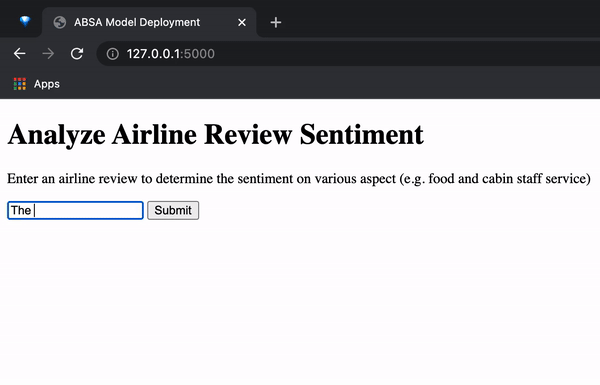 ABSA Model Deployment
127.0.0.1:5000
Apps
Analyze Airline Review Sentiment
Enter an airline review to determine the sentiment on various aspect (e.g. food and cabin staff service)
The
Submit